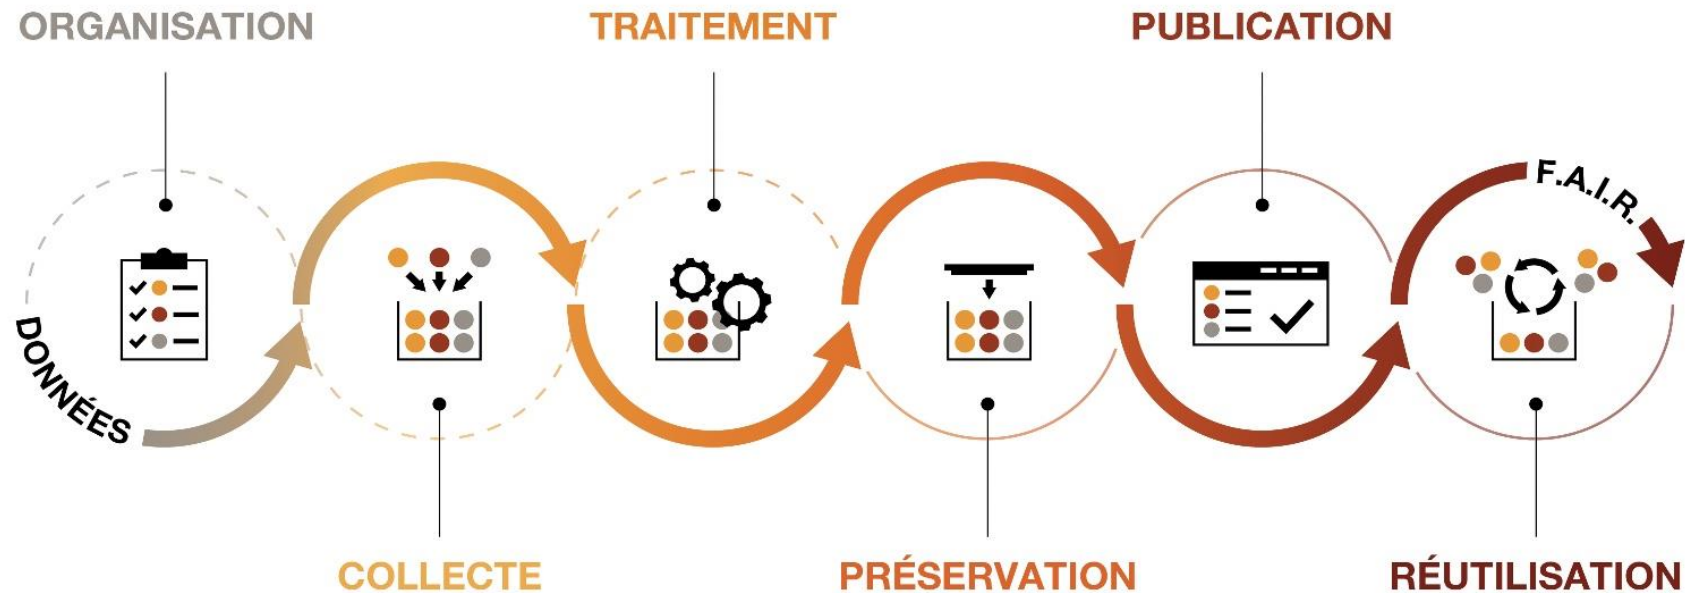 ORGANISATION
TRAITEMENT
PUBLICATION
DONNÉES
F.A.I.R.
COLLECTE
PRÉSERVATION
RÉUTILISATION